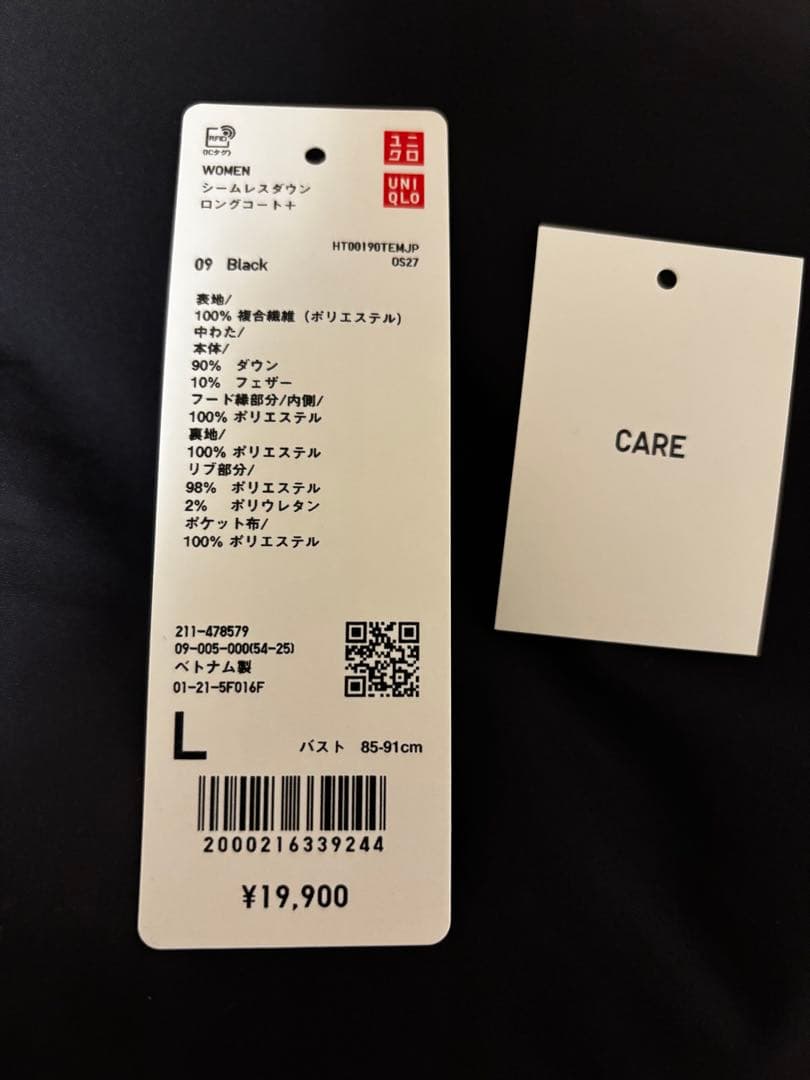 RFID
(ICタグ)
ユニ
クロ
UNI
QLO
WOMEN
シームレスダウン
ロングコート+
HT00190TEMJP
09 Black
0S27
表地/
100% 複合繊維 (ポリエステル)
中わた/
本体/
90% ダウン
10% フェザー
フード縁部分/内側/
100% ポリエステル
裏地/
100% ポリエステル
リブ部分/
98% ポリエステル
2% ポリウレタン
ポケット布/
100% ポリエステル
211-478579
09-005-000(54-25)
ベトナム製
01-21-5F016F
L バスト 85-91cm
2000216339244
¥19,900
CARE